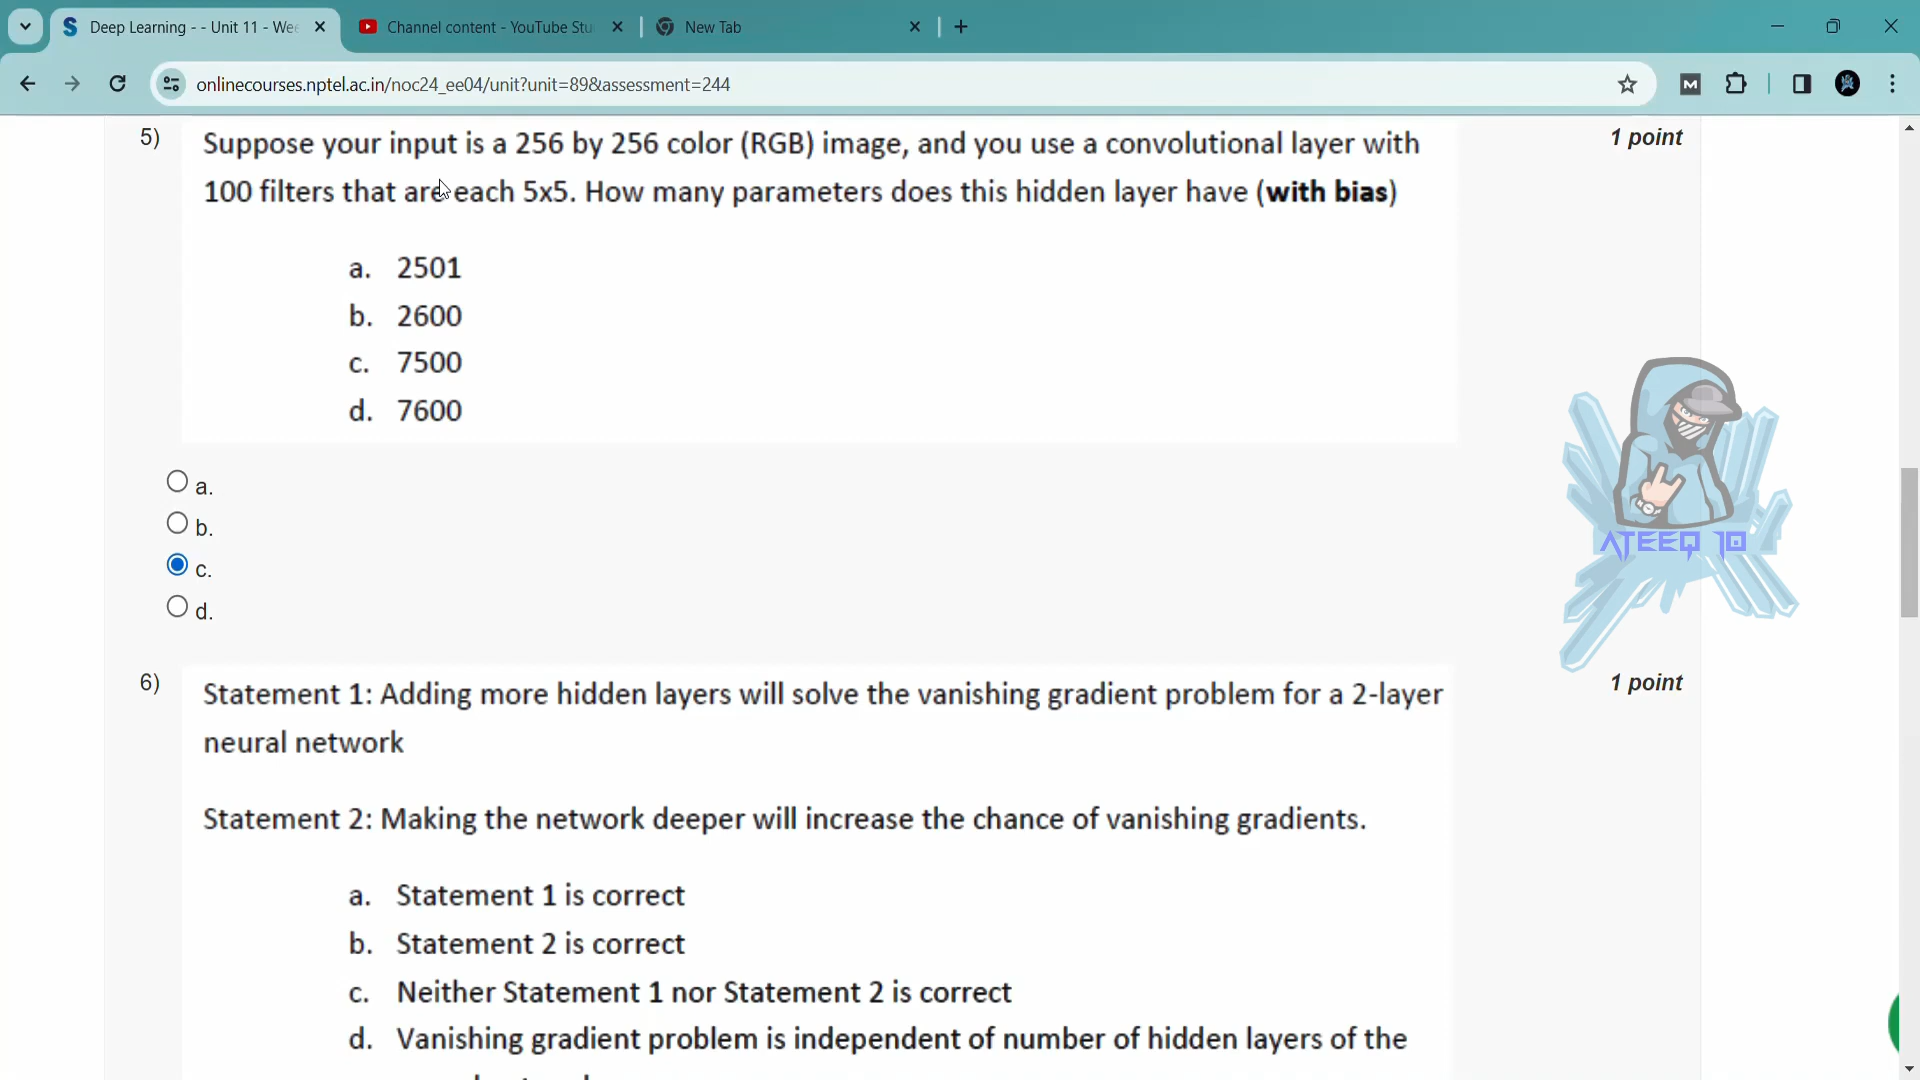 Deep Learning - - Unit 11 - Wee
Channel content - YouTube Stu
New Tab
onlinecourses.nptel.ac.in/noc24_ee04/unit?unit=89&assessment=244
5)
Suppose your input is a 256 by 256 color (RGB) image, and you use a convolutional layer with
1 point
100 filters that are each 5x5. How many parameters does this hidden layer have (with bias)
a. 2501
b. 2600
c. 7500
d. 7600
a.
b.
c.
d.
ATEEQ 10
6)
Statement 1: Adding more hidden layers will solve the vanishing gradient problem for a 2-layer
1 point
neural network
Statement 2: Making the network deeper will increase the chance of vanishing gradients.
a. Statement 1 is correct
b. Statement 2 is correct
c. Neither Statement 1 nor Statement 2 is correct
d. Vanishing gradient problem is independent of number of hidden layers of the